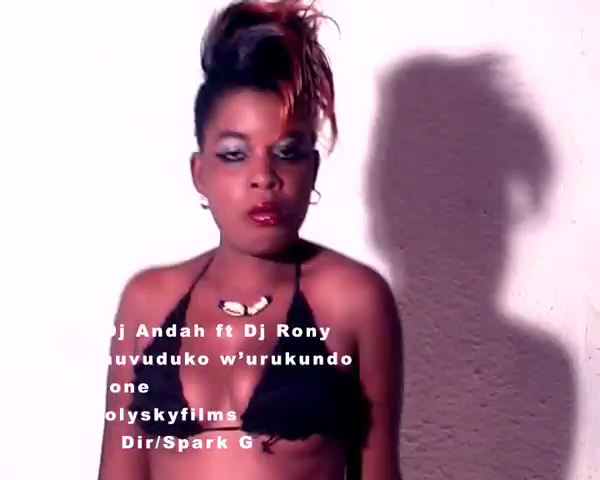 Dj Andah ft Dj Rony
uvuduko w'urukundo
one
olyskyfilms
Dir/Spark G